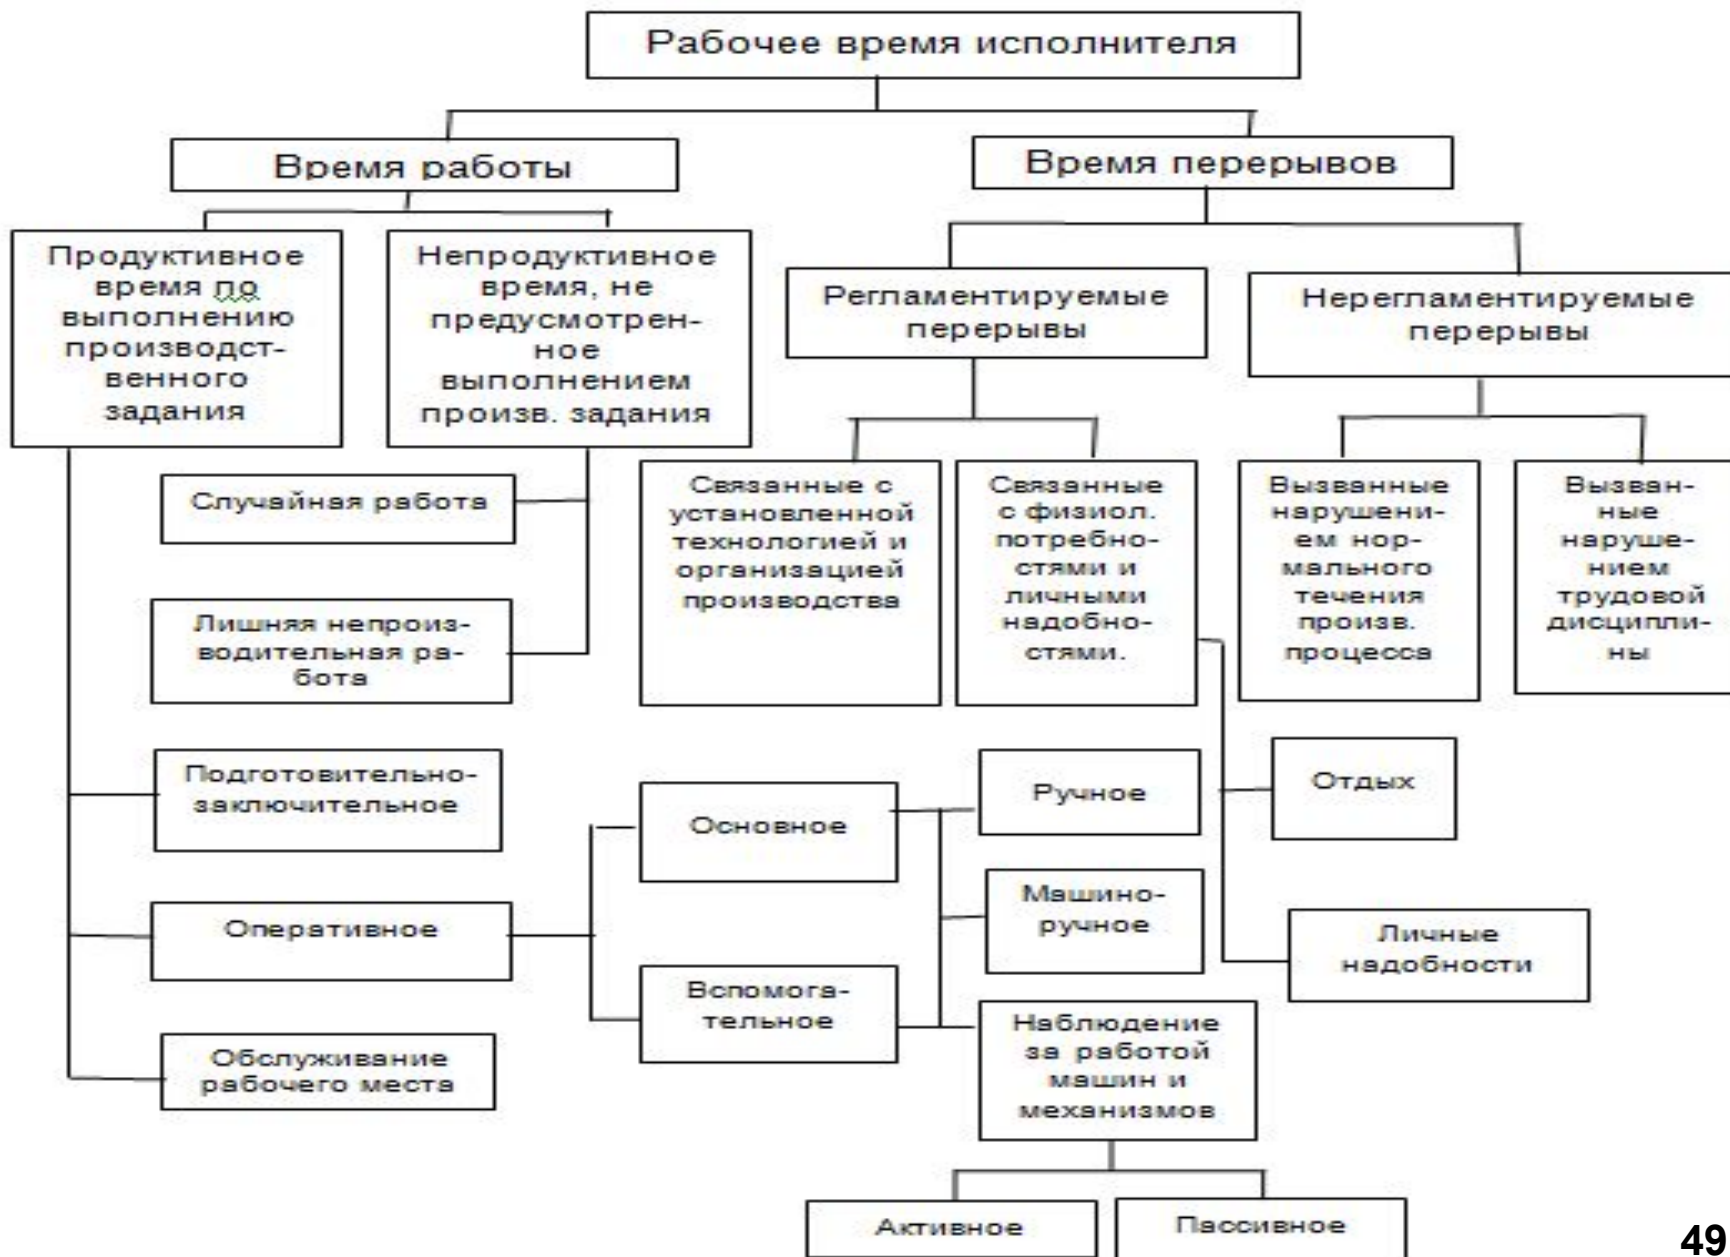 Рабочее время исполнителя
Время работы
Время перерывов
Продуктивное
время по
выполнению
производст-
венного
задания
Непродуктивное
время, не
предусмотрен-
ное
выполнением
произв. задания
Регламентируемые
перерывы
Нерегламентируемые
перерывы
Случайная работа
Лишняя непроиз-
водительная ра-
бота
Связанные с
установленной
технологией и
организацией
производства
Связанные
с физиол.
потребно-
стями и
личными
надобно-
стями.
Вызванные
нарушени-
ем нор-
мального
течения
произв.
процесса
Вызван-
ные
наруше-
нием
трудовой
дисципли-
ны
Подготовительно-
заключительное
Оперативное
Обслуживание
рабочего места
Основное
Вспомога-
тельное
Ручное
Машино-
ручное
Наблюдение
за работой
машин и
механизмов
Отдых
Личные
надобности
Активное
Пассивное
49